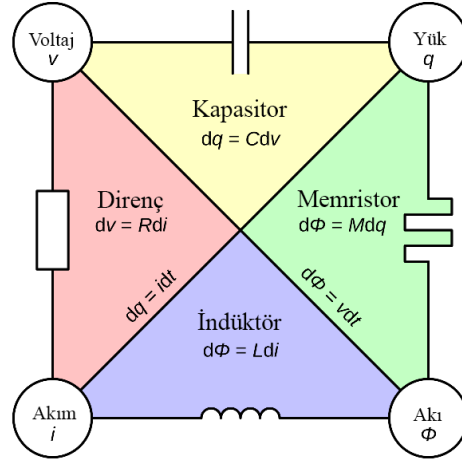 Voltaj
v
Yük
q
Kapasitor
dq = Cdv
Direnç
dv = Rdi
Memristor
dΦ = Mdq
dq = idt
dΦ = vdt
İndüktör
dΦ = Ldi
Akım
i
Akı
Φ